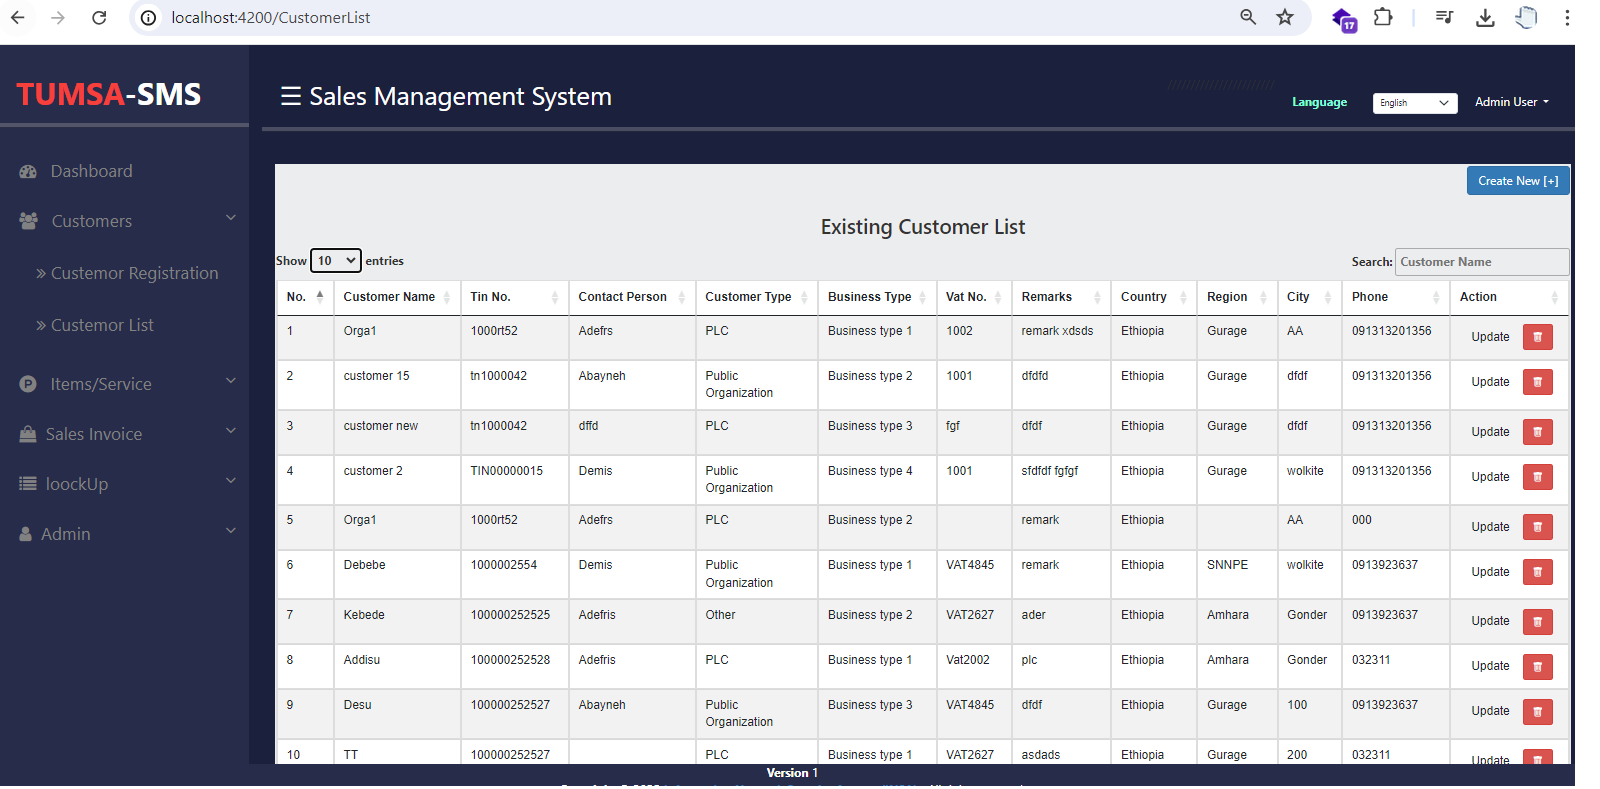 localhost:4200/CustomerList
17
TUMSA-SMS
☰ Sales Management System
Language English Admin User
Dashboard
Customers
» Custemor Registration
» Custemor List
Items/Service
Sales Invoice
loockUp
Admin
Create New [+]
Existing Customer List
Show 10 entries Search: Customer Name
No. Customer Name Tin No. Contact Person Customer Type Business Type Vat No. Remarks Country Region City Phone Action
1 Orga1 1000rt52 Adefrs PLC Business type 1 1002 remark xdsds Ethiopia Gurage AA 091313201356 Update
2 customer 15 tn1000042 Abayneh Public Organization Business type 2 1001 dfdfd Ethiopia Gurage dfdf 091313201356 Update
3 customer new tn1000042 dffd PLC Business type 3 fgf dfdf Ethiopia Gurage dfdf 091313201356 Update
4 customer 2 TIN00000015 Demis Public Organization Business type 4 1001 sfdfdf fgfgf Ethiopia Gurage wolkite 091313201356 Update
5 Orga1 1000rt52 Adefrs PLC Business type 2 remark Ethiopia AA 000 Update
6 Debebe 1000002554 Demis Public Organization Business type 1 VAT4845 remark Ethiopia SNNPE wolkite 0913923637 Update
7 Kebede 100000252525 Adefris Other Business type 2 VAT2627 ader Ethiopia Amhara Gonder 0913923637 Update
8 Addisu 100000252528 Adefris PLC Business type 1 Vat2002 plc Ethiopia Amhara Gonder 032311 Update
9 Desu 100000252527 Abayneh Public Organization Business type 3 VAT4845 dfdf Ethiopia Gurage 100 0913923637 Update
10 TT 100000252527 PLC Business type 1 VAT2627 asdads Ethiopia Gurage 200 032311 Update
Version 1